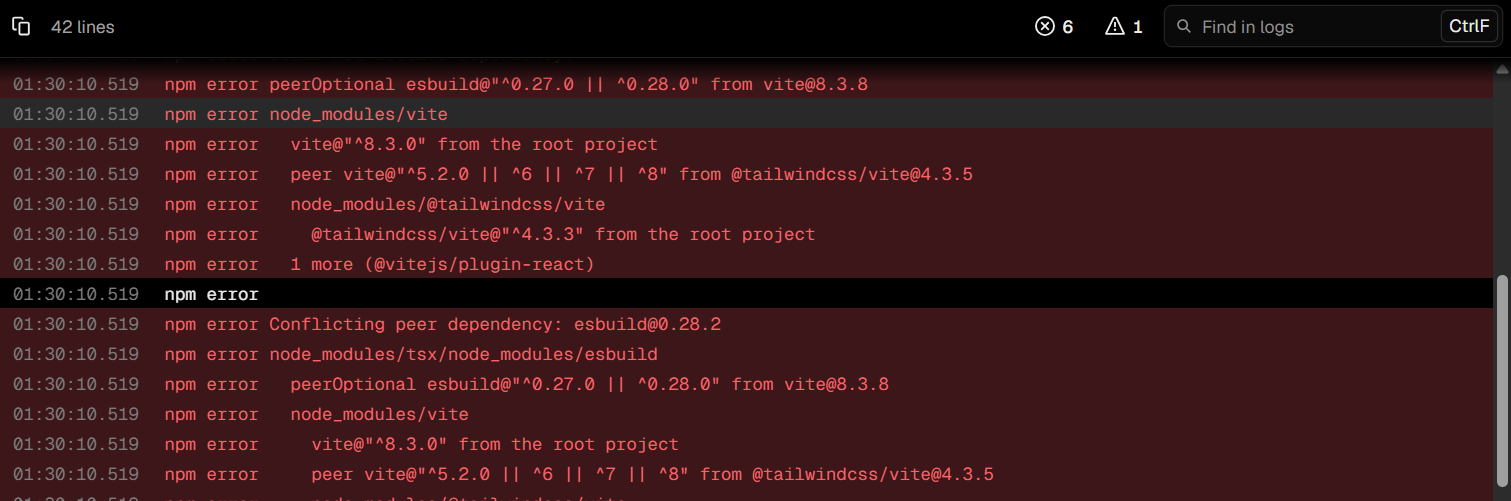 42 lines
6
1
Find in logs
CtrlF
01:30:10.519 npm error peerOptional esbuild@"^0.27.0 || ^0.28.0" from vite@8.3.8
01:30:10.519 npm error node_modules/vite
01:30:10.519 npm error   vite@"^8.3.0" from the root project
01:30:10.519 npm error   peer vite@"^5.2.0 || ^6 || ^7 || ^8" from @tailwindcss/vite@4.3.5
01:30:10.519 npm error   node_modules/@tailwindcss/vite
01:30:10.519 npm error     @tailwindcss/vite@"^4.3.3" from the root project
01:30:10.519 npm error   1 more (@vitejs/plugin-react)
01:30:10.519 npm error
01:30:10.519 npm error Conflicting peer dependency: esbuild@0.28.2
01:30:10.519 npm error node_modules/tsx/node_modules/esbuild
01:30:10.519 npm error   peerOptional esbuild@"^0.27.0 || ^0.28.0" from vite@8.3.8
01:30:10.519 npm error   node_modules/vite
01:30:10.519 npm error     vite@"^8.3.0" from the root project
01:30:10.519 npm error     peer vite@"^5.2.0 || ^6 || ^7 || ^8" from @tailwindcss/vite@4.3.5